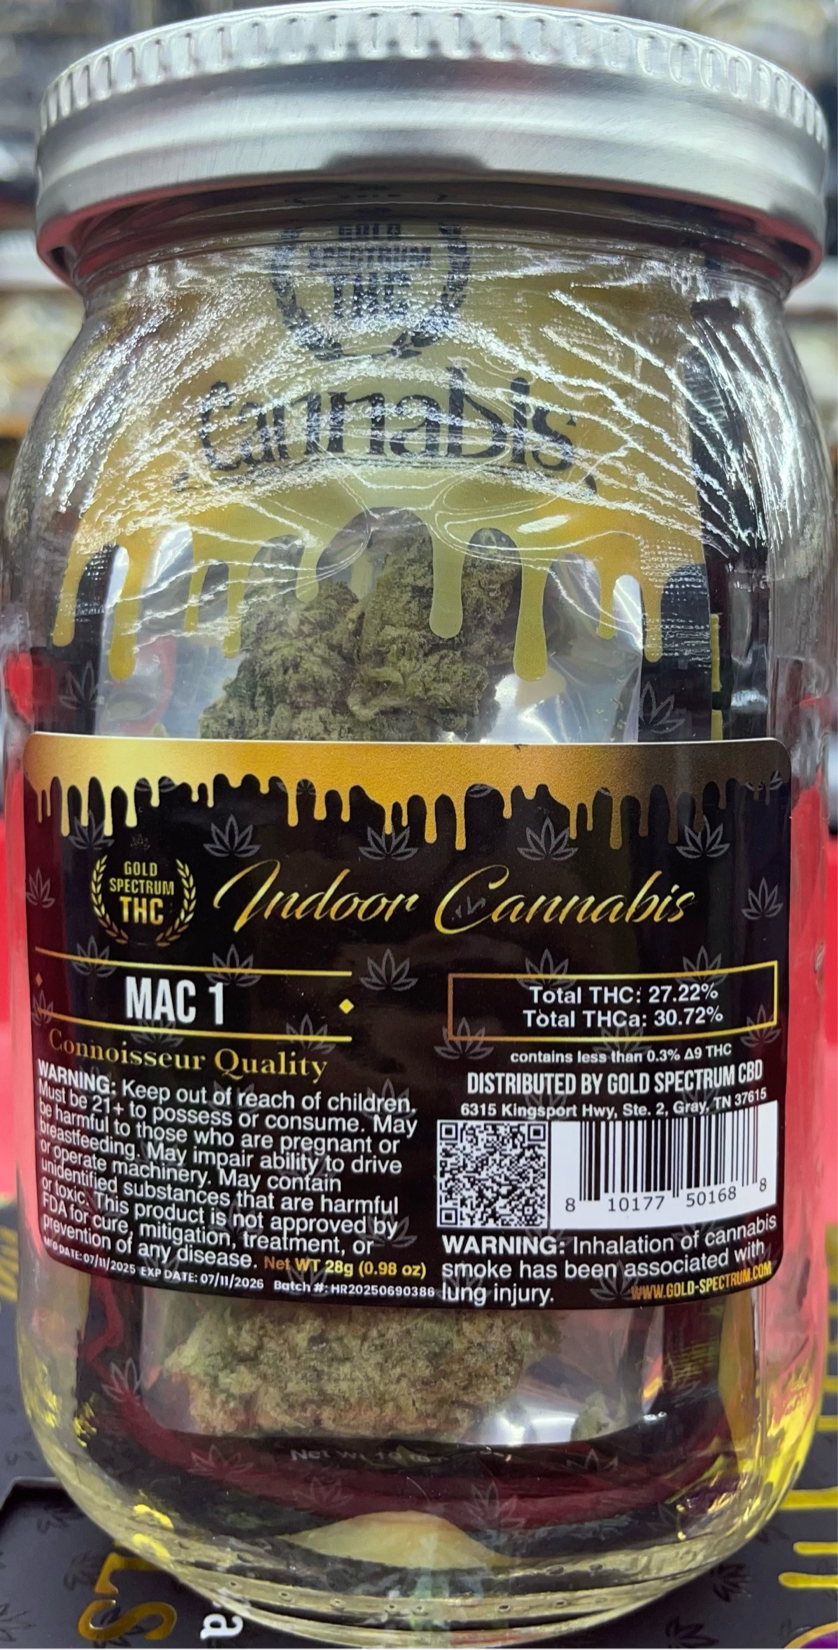 GOLD
SPECTRUM
THC
Cannabis
GOLD
SPECTRUM
THC
Indoor Cannabis
MAC 1
Connoisseur Quality
Total THC: 27.22%
Total THCa: 30.72%
contains less than 0.3% Δ9 THC
DISTRIBUTED BY GOLD SPECTRUM CBD
6315 Kingsport Hwy, Ste. 2, Gray, TN 37615
WARNING: Keep out of reach of children.
Must be 21+ to possess or consume. May
be harmful to those who are pregnant or
breastfeeding. May impair ability to drive
or operate machinery. May contain
unidentified substances that are harmful
or toxic. This product is not approved by
FDA for cure, mitigation, treatment, or
prevention of any disease. Net WT 28g (0.98 oz)
MFG DATE: 07/11/2025 EXP DATE: 07/11/2026 Batch #: HR20250690386
8 10177 50168 8
WARNING: Inhalation of cannabis
smoke has been associated with
lung injury.
WWW.GOLD-SPECTRUM.COM